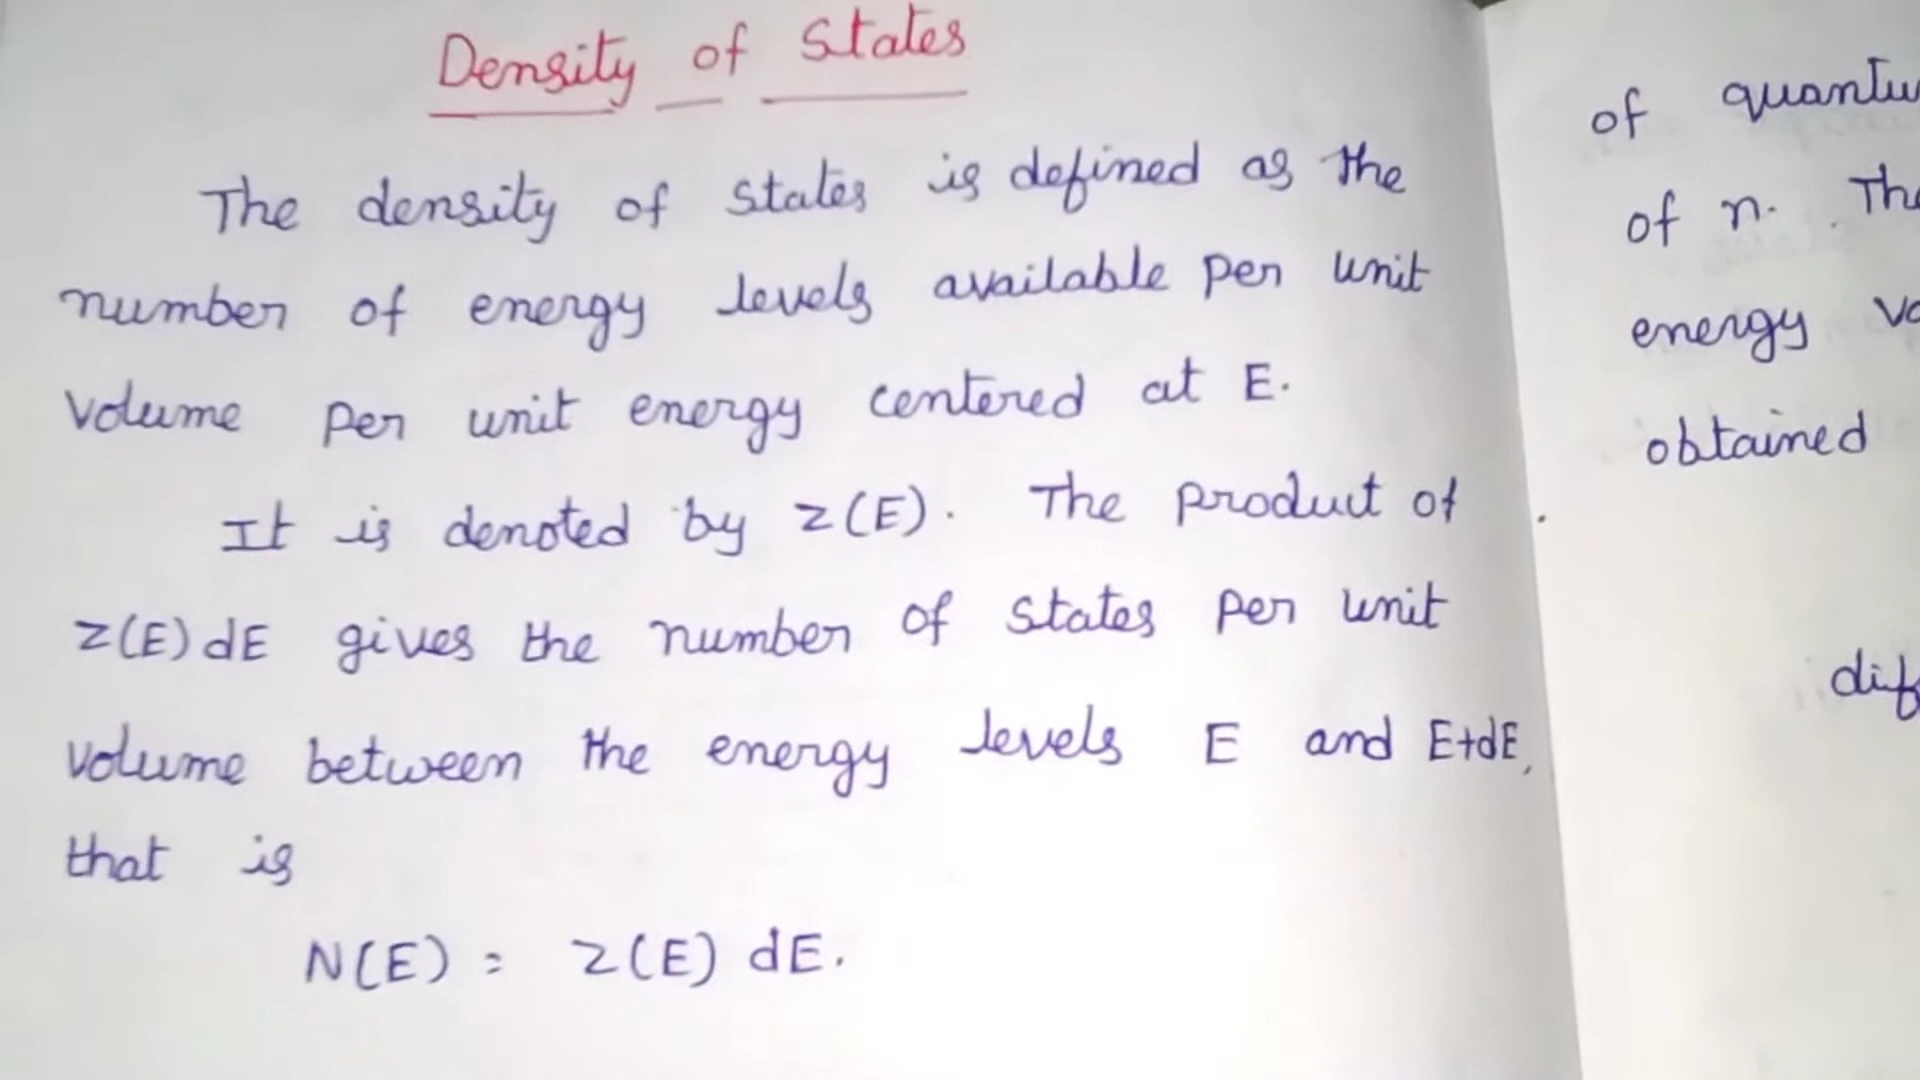 Density of States
The density of states is defined as the
number of energy levels available per unit
volume per unit energy centered at E.
It is denoted by Z(E). The product of
Z(E) dE gives the number of states per unit
volume between the energy levels E and E+dE,
that is
N(E) = Z(E) dE.
of
of n. The
energy
obtained